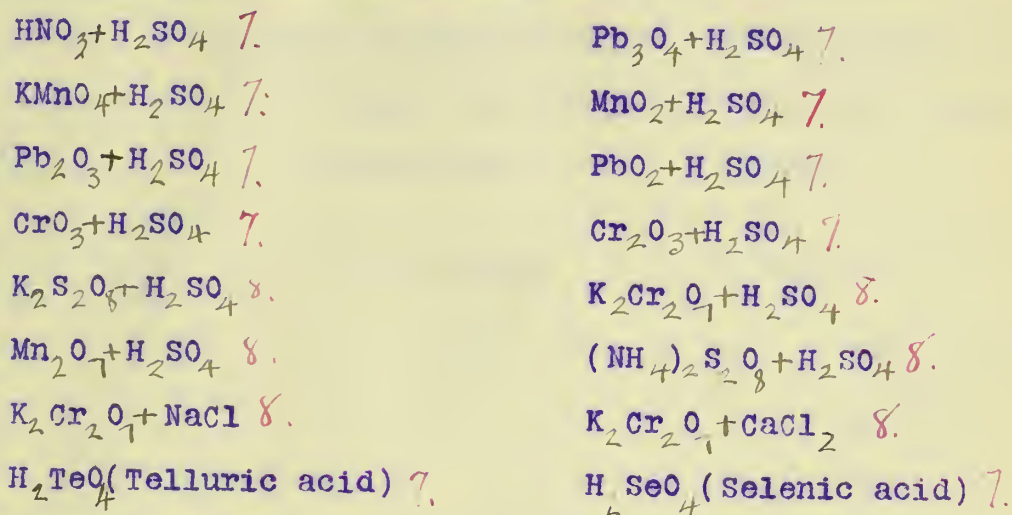 HNO3+H2SO4 7. Pb3O4+H2SO4 7.
KMnO4+H2SO4 7. MnO2+H2SO4 7.
Pb2O3+H2SO4 7. PbO2+H2SO4 7.
CrO3+H2SO4 7. Cr2O3+H2SO4 7.
K2S2O8+H2SO4 8. K2Cr2O7+H2SO4 8.
Mn2O7+H2SO4 8. (NH4)2S2O8+H2SO4 8.
K2Cr2O7+NaCl 8. K2Cr2O7+CaCl2 8.
H2TeO4(Telluric acid) 7. H2SeO4(Selenic acid) 7.